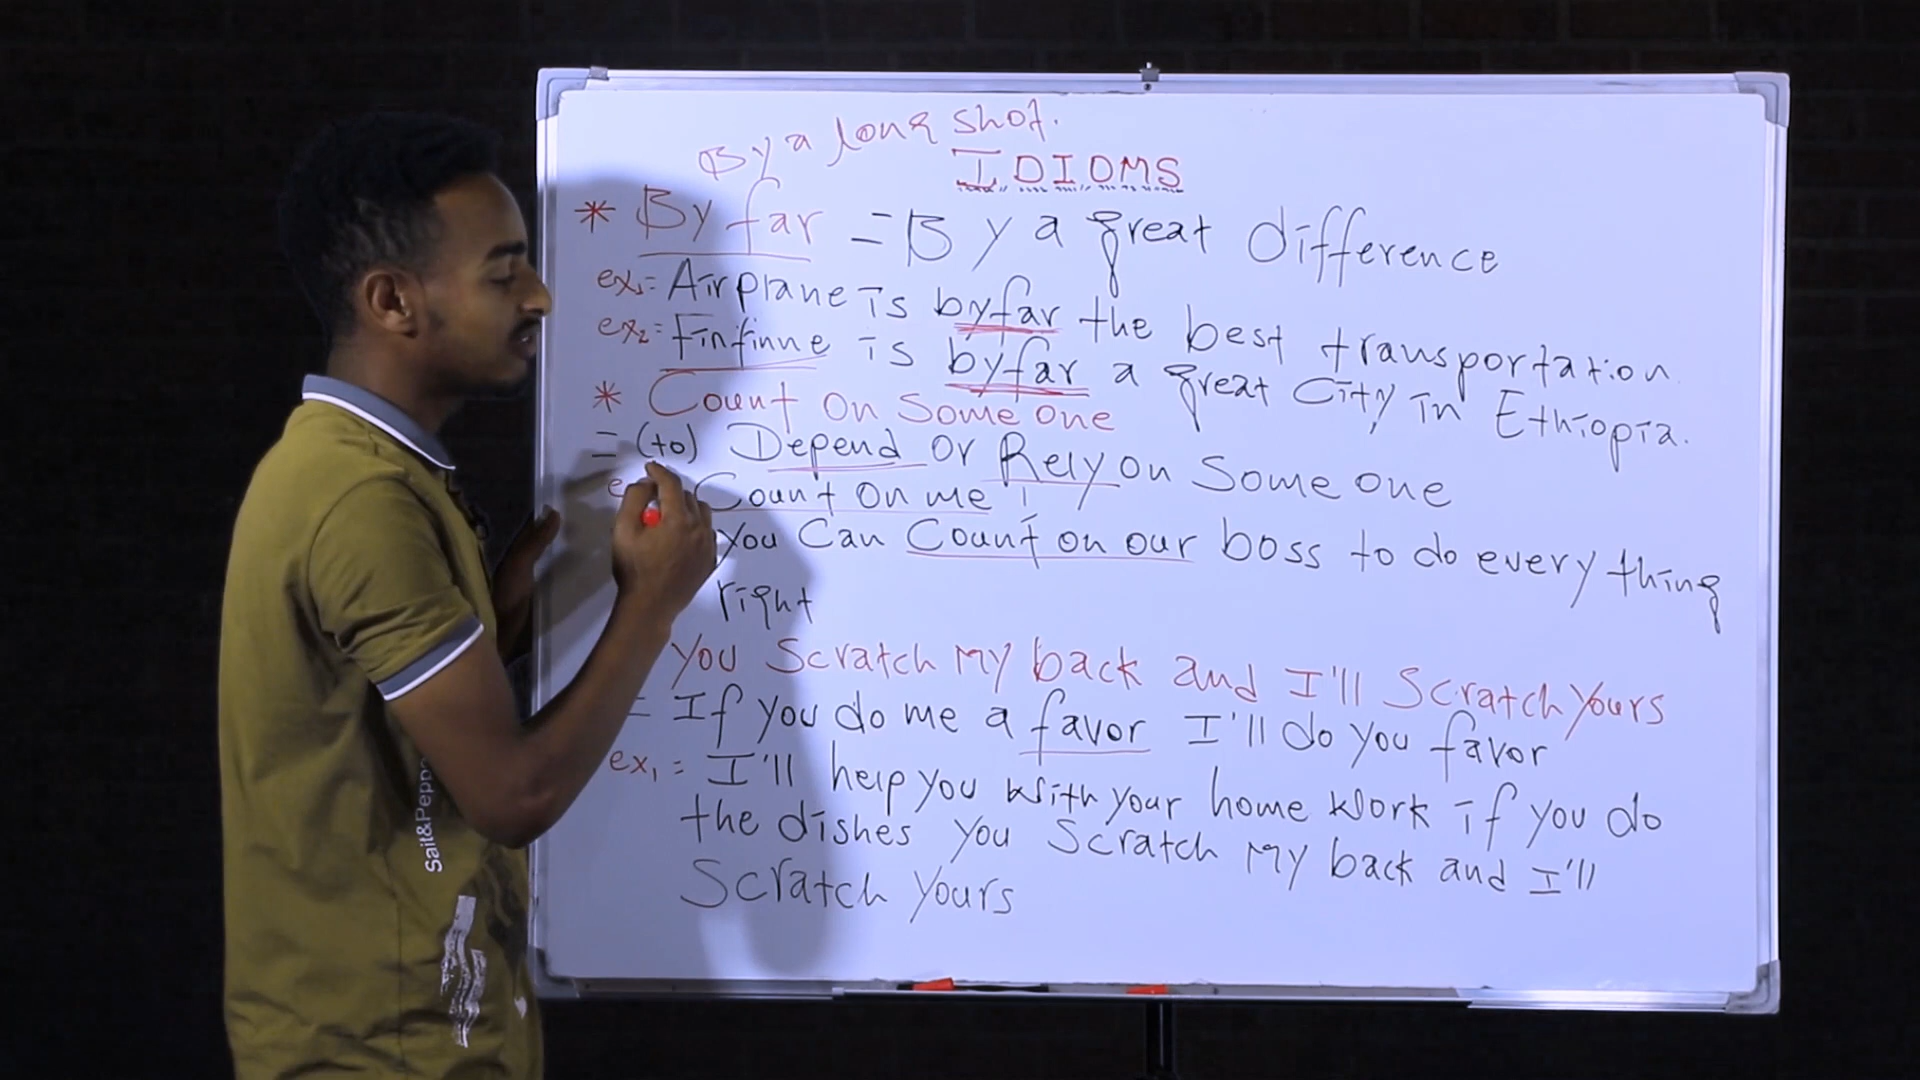 By a long shot.
IDIOMS
* By far = By a great difference
ex1= Airplane is by far the best transportation
ex2= Finfinne is by far a great City in Ethiopia.
* Count on Some one
= (to) Depend or Rely on Some one
Count on me !
you Can Count on our boss to do every thing
right
you Scratch My back and I'll Scratch yours
= If you do me a favor I'll do you favor
ex1 = I'll help you with your home work if you do
the dishes you Scratch My back and I'll
Scratch yours
Salt&Pepp